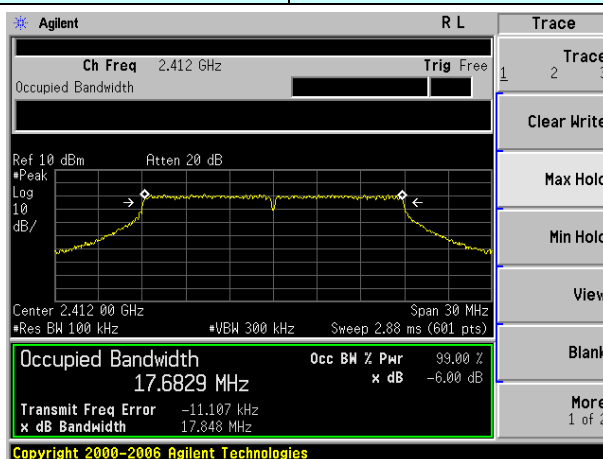 Agilent R L Trace
Ch Freq 2.412 GHz Trig Free
Occupied Bandwidth
Trace
1 2 3
Clear Write
Max Hold
Min Hold
View
Blank
More
1 of 2
Ref 10 dBm Atten 20 dB
#Peak
Log
10
dB/
Center 2.412 00 GHz Span 30 MHz
#Res BW 100 kHz #VBW 300 kHz Sweep 2.88 ms (601 pts)
Occupied Bandwidth Occ BW % Pwr 99.00 %
17.6829 MHz x dB -6.00 dB
Transmit Freq Error -11.107 kHz
x dB Bandwidth 17.848 MHz
Copyright 2000-2006 Agilent Technologies